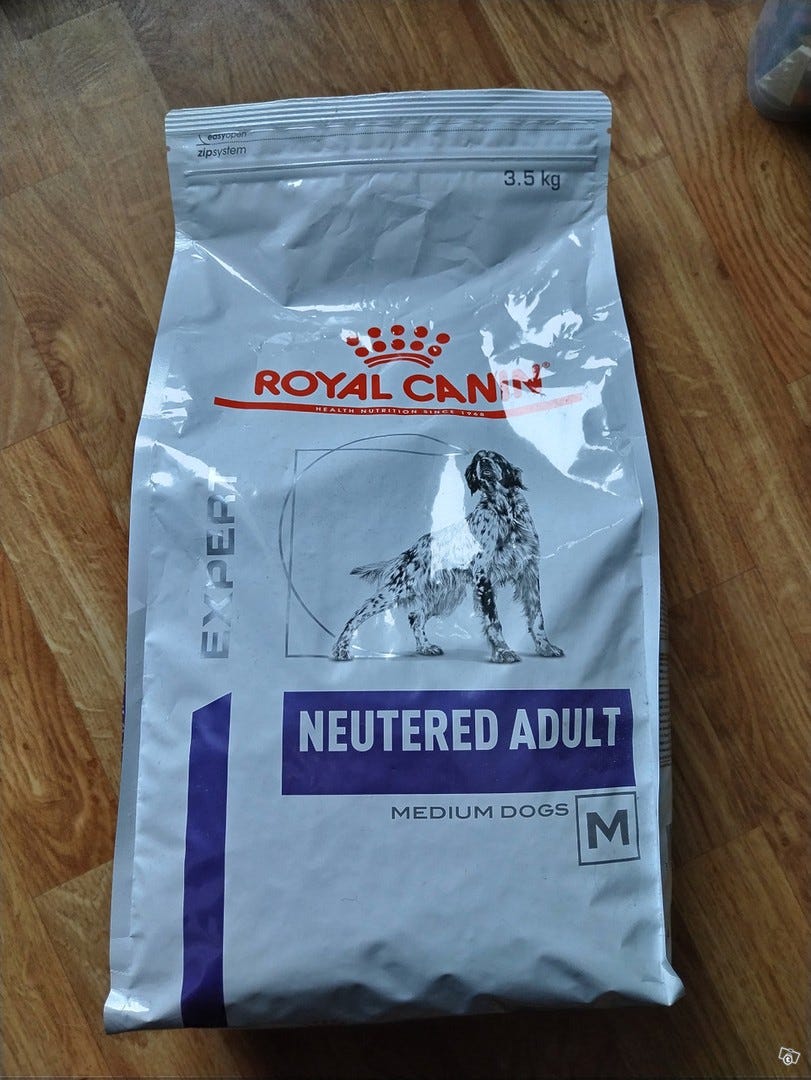 easyopen
zipsystem
3.5 kg
ROYAL CANIN®
HEALTH NUTRITION SINCE 1968
EXPERT
NEUTERED ADULT
MEDIUM DOGS
M